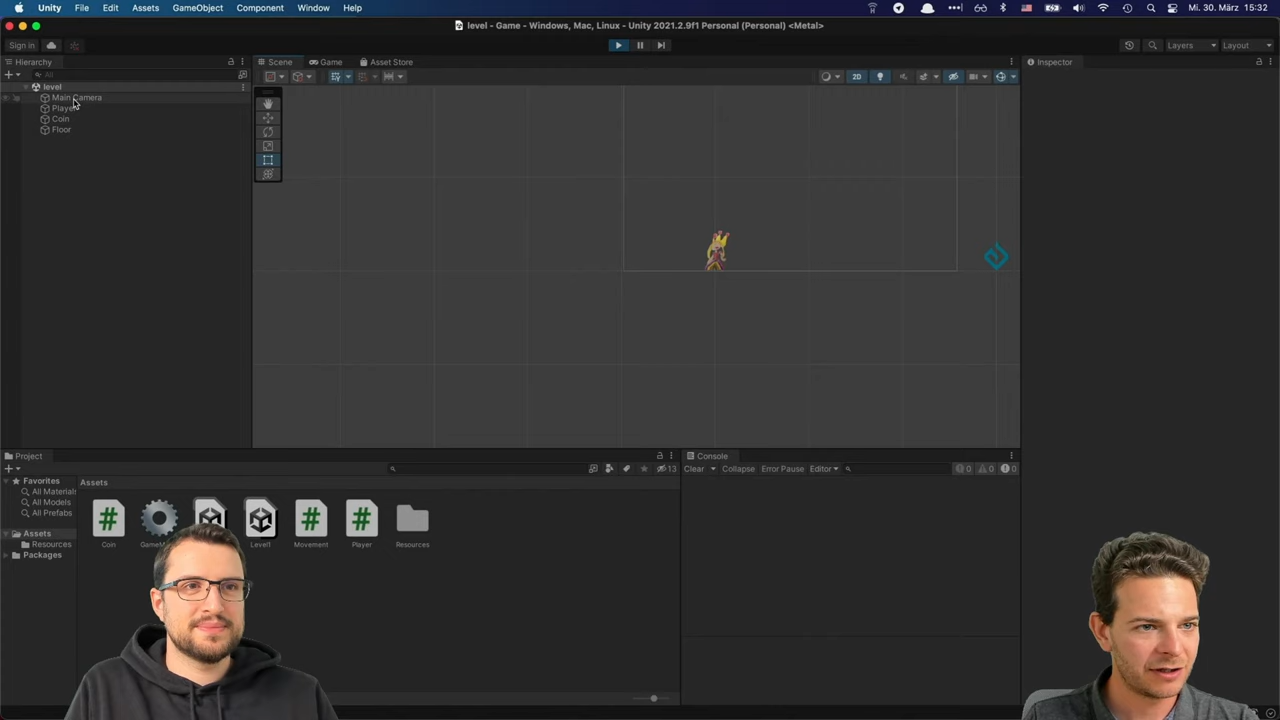 Unity File Edit Assets GameObject Component Window Help Mi. 30. März 15:32
level - Game - Windows, Mac, Linux - Unity 2021.2.9f1 Personal (Personal) <Metal>
Sign in Layers Layout
Hierarchy Scene Game Asset Store Inspector
All
level 2D
Main Camera
Player
Coin
Floor
Project Console
13 Clear Collapse Error Pause Editor 0 0 0
Favorites Assets
All Materials
All Models
All Prefabs
Assets
Resources Coin Level1 Movement Player Resources
Packages